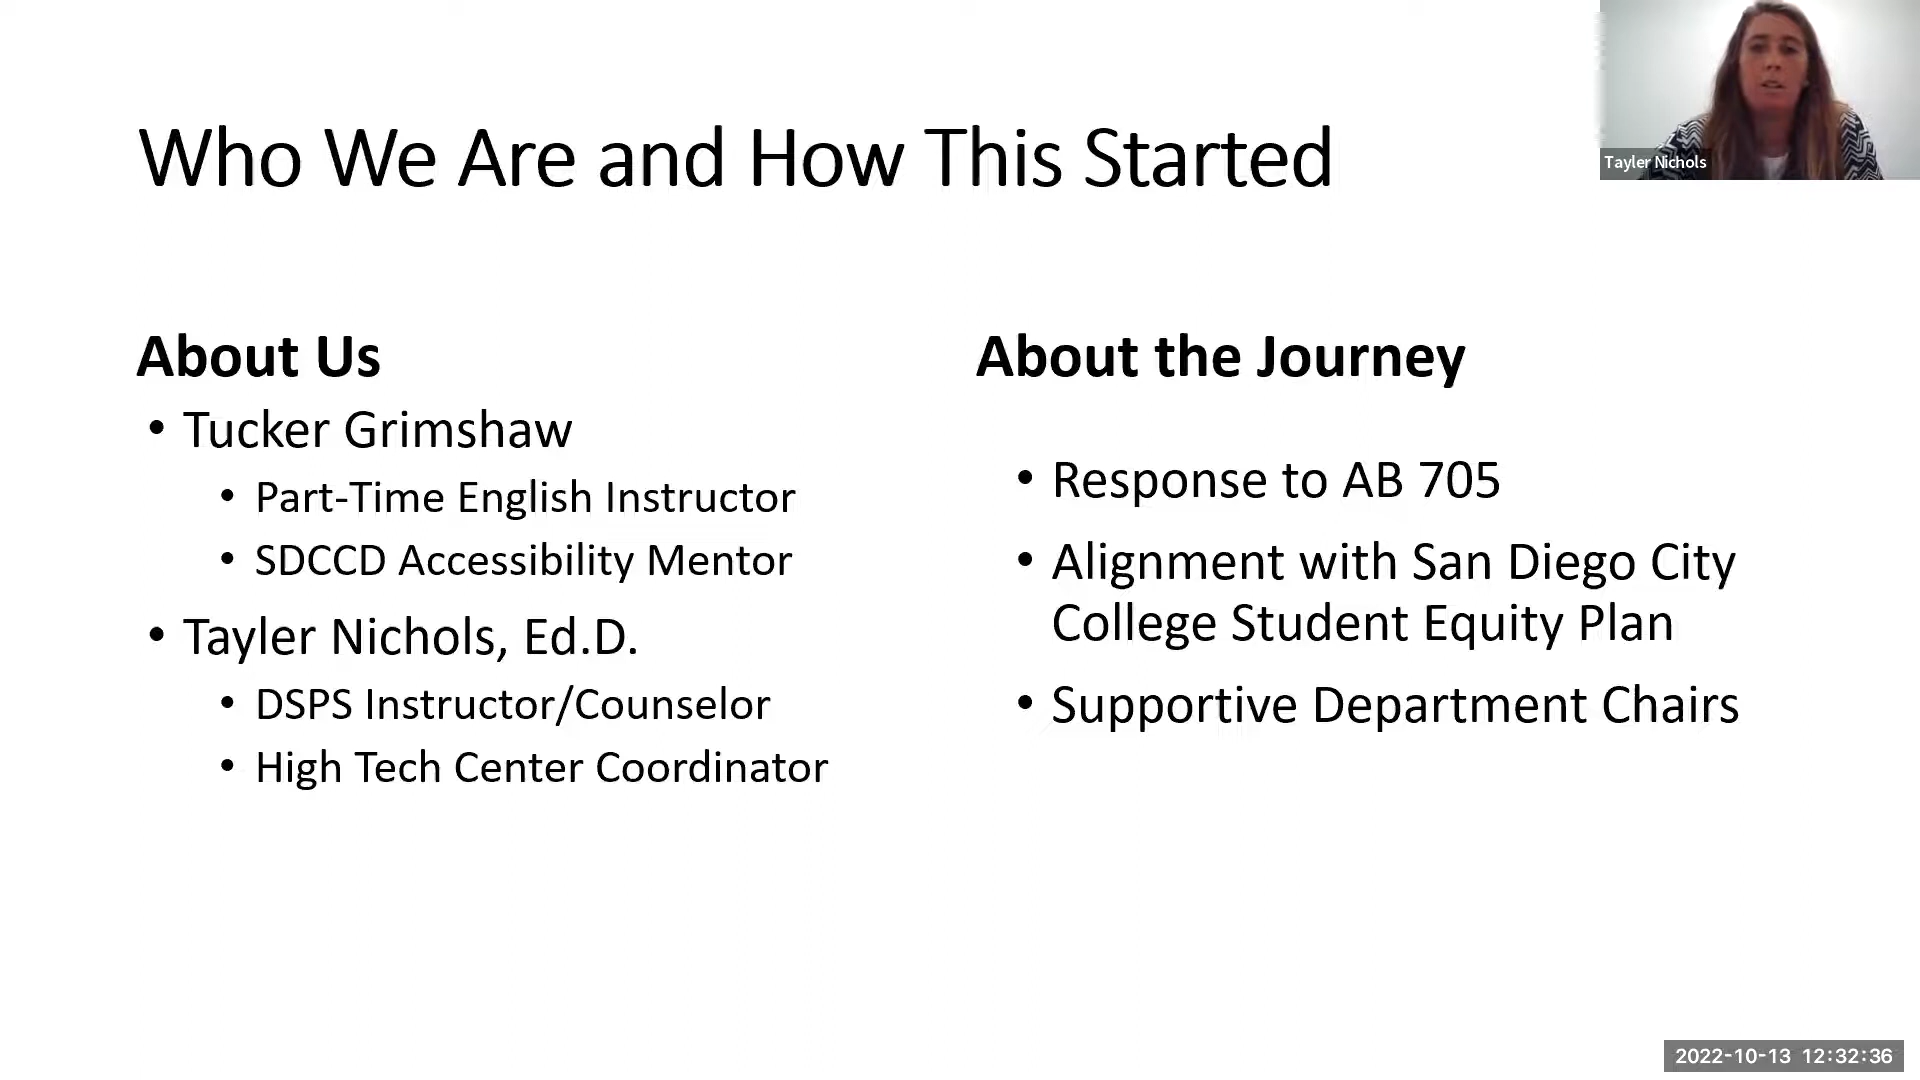 Who We Are and How This Started
Tayler Nichols
About Us
• Tucker Grimshaw
• Part-Time English Instructor
• SDCCD Accessibility Mentor
• Tayler Nichols, Ed.D.
• DSPS Instructor/Counselor
• High Tech Center Coordinator
About the Journey
• Response to AB 705
• Alignment with San Diego City
College Student Equity Plan
• Supportive Department Chairs
2022-10-13 12:32:36